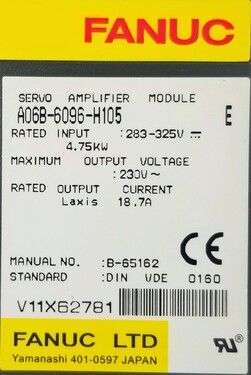 FANUC
SERVO AMPLIFIER MODULE
A06B-6096-H105 E
RATED INPUT :283-325V ⎓
4.75KW
MAXIMUM OUTPUT VOLTAGE
:230V~
RATED OUTPUT CURRENT
Laxis 18.7A
MANUAL NO. :B-65162
STANDARD :DIN VDE 0160
CE
V11X62781
FANUC LTD
Yamanashi 401-0597 JAPAN